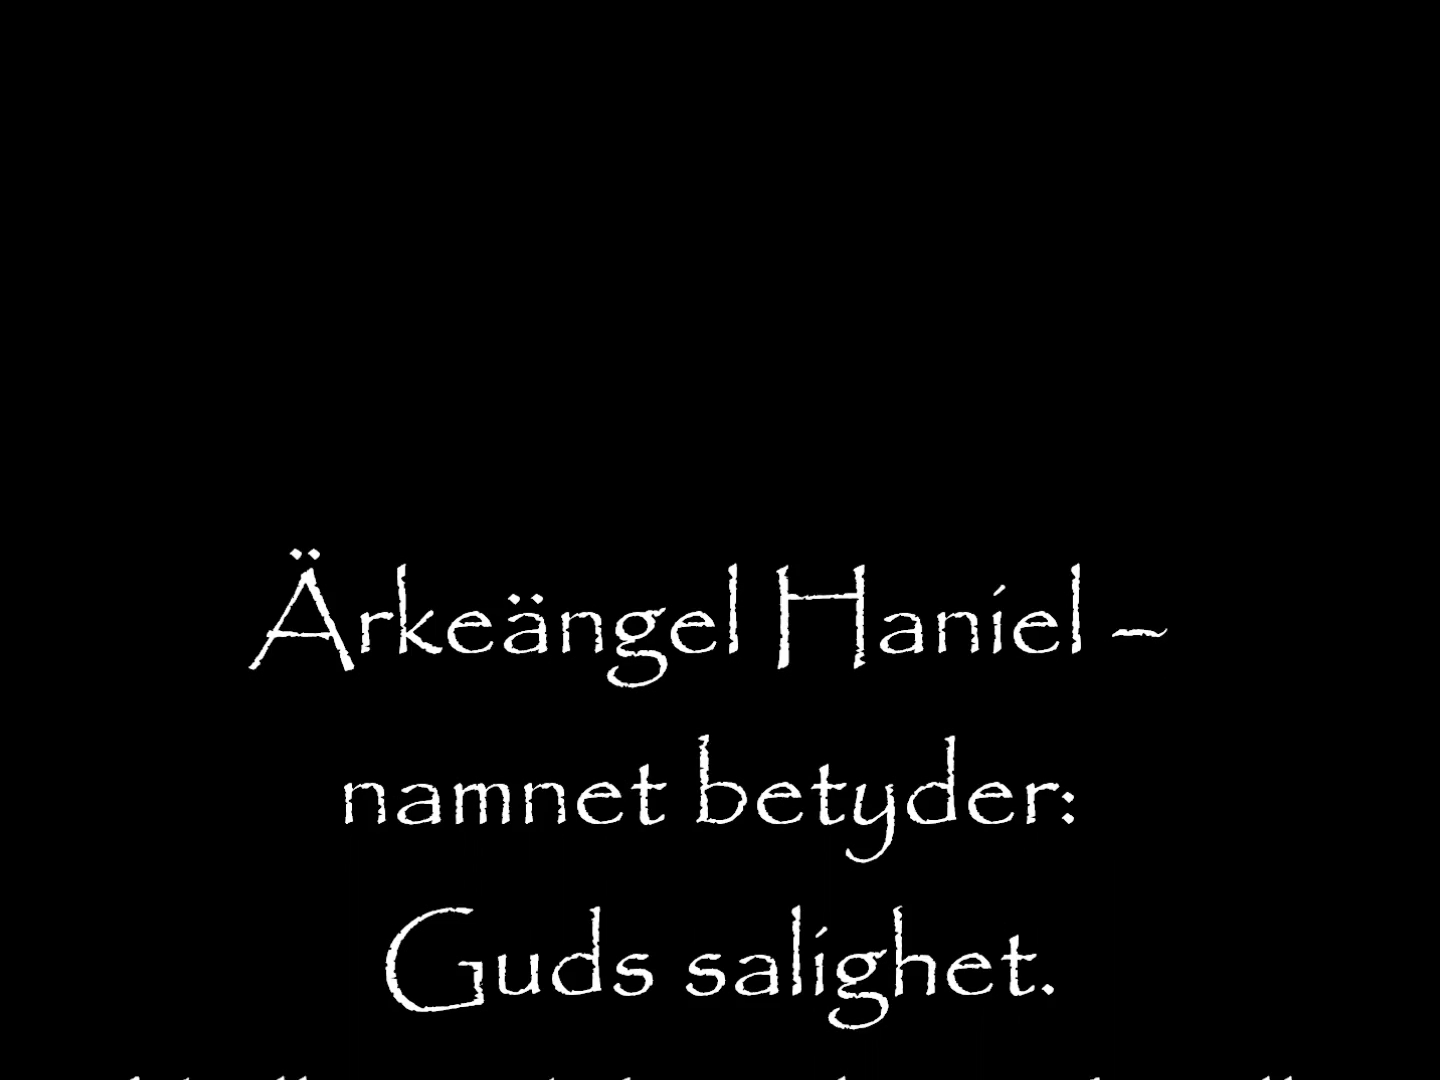 Ärkeängel Haniel –
namnet betyder:
Guds salighet.